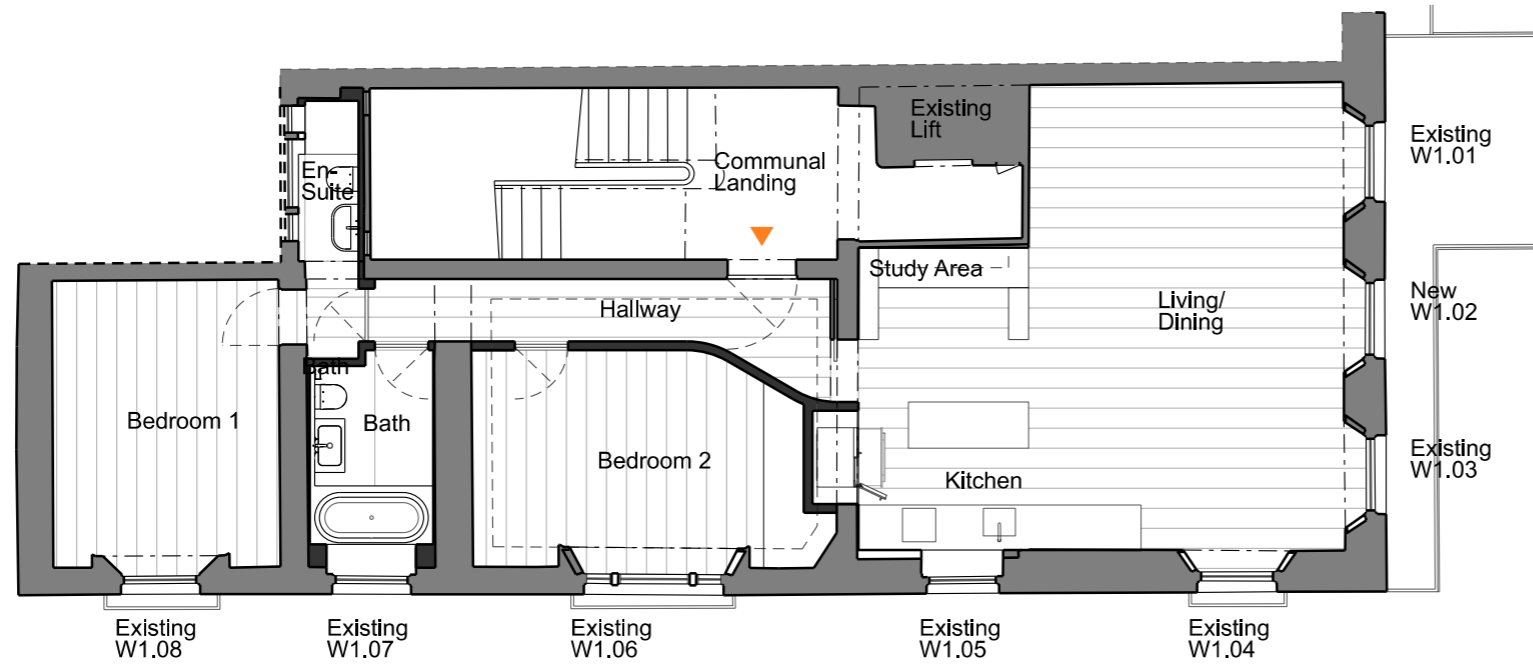 Existing
Lift
Existing
W1.01
Communal
Landing
En-
Suite
Study Area
Living/
Dining
New
W1.02
Hallway
Bath
Bedroom 1
Bath
Bedroom 2
Kitchen
Existing
W1.03
Existing
W1.08
Existing
W1.07
Existing
W1.06
Existing
W1.05
Existing
W1.04